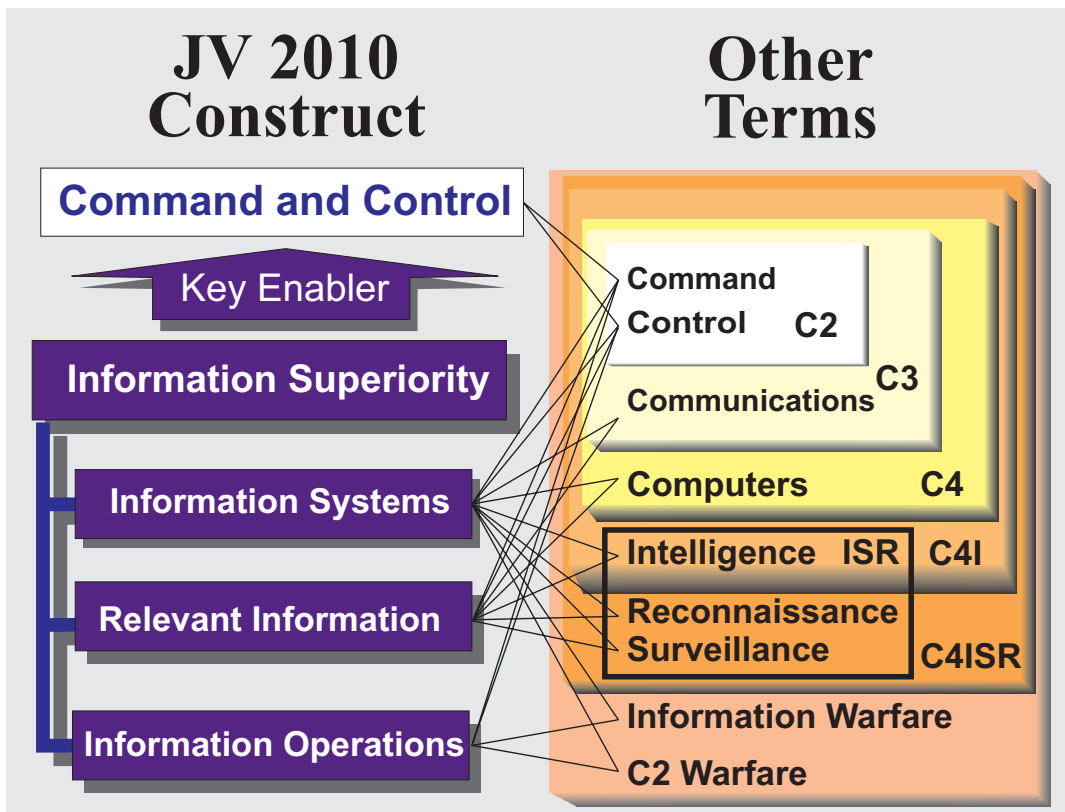 JV 2010
Construct
Command and Control
Key Enabler
Information Superiority
Information Systems
Relevant Information
Information Operations
Other
Terms
Command
Control C2
C3
Communications
Computers C4
Intelligence ISR C4I
Reconnaissance
Surveillance C4ISR
Information Warfare
C2 Warfare